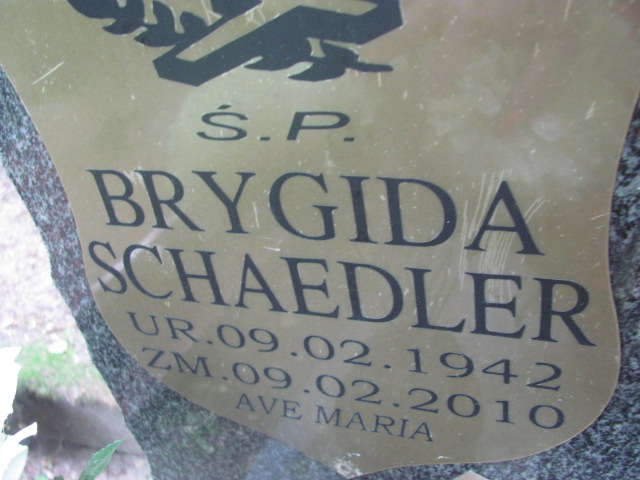 Ś.P.
BRYGIDA
SCHAEDLER
UR.09.02.1942
ZM.09.02.2010
AVE MARIA